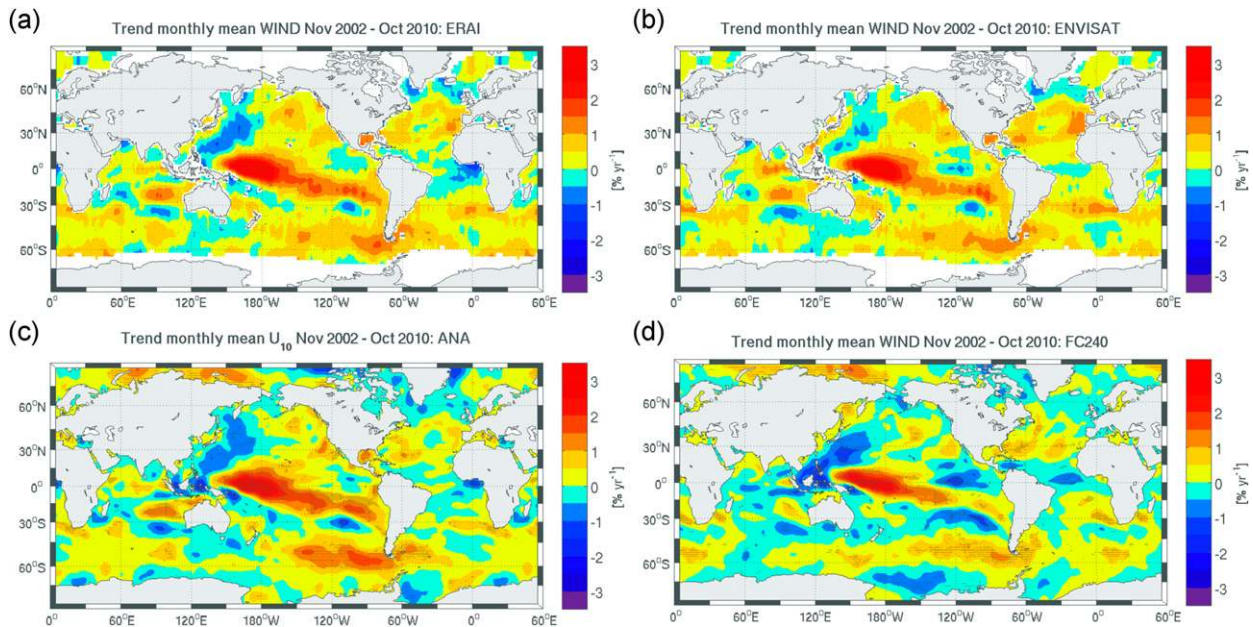 (a)
Trend monthly mean WIND Nov 2002 - Oct 2010: ERAI
60°N
30°N
0°
30°S
60°S
0° 60°E 120°E 180°W 120°W 60°W 0° 60°E
3
2
1
0
-1
-2
-3
[% yr⁻¹]
(b)
Trend monthly mean WIND Nov 2002 - Oct 2010: ENVISAT
60°N
30°N
0°
30°S
60°S
0° 60°E 120°E 180°W 120°W 60°W 0° 60°E
3
2
1
0
-1
-2
-3
[% yr⁻¹]
(c)
Trend monthly mean U₁₀ Nov 2002 - Oct 2010: ANA
60°N
30°N
0°
30°S
60°S
0° 60°E 120°E 180°W 120°W 60°W 0° 60°E
3
2
1
0
-1
-2
-3
[% yr⁻¹]
(d)
Trend monthly mean WIND Nov 2002 - Oct 2010: FC240
60°N
30°N
0°
30°S
60°S
0° 60°E 120°E 180°W 120°W 60°W 0° 60°E
3
2
1
0
-1
-2
-3
[% yr⁻¹]